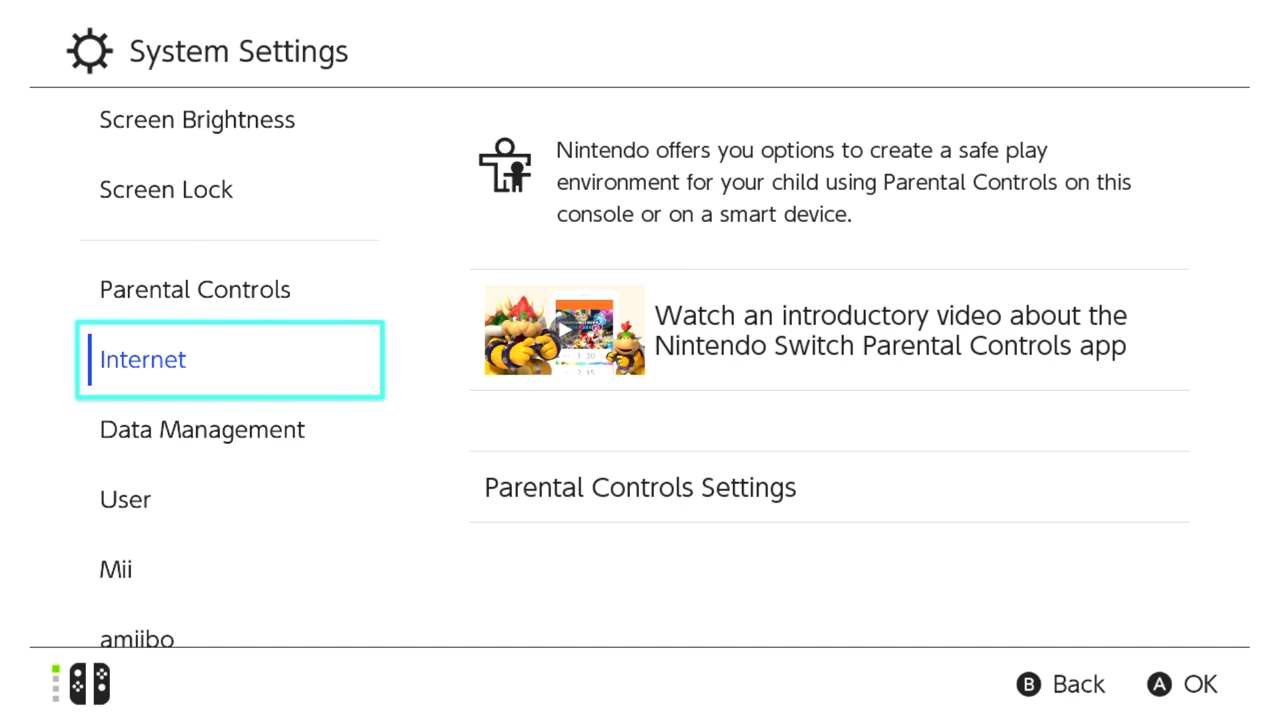 System Settings
Screen Brightness
Screen Lock
Parental Controls
Internet
Data Management
User
Mii
amiibo
Nintendo offers you options to create a safe play
environment for your child using Parental Controls on this
console or on a smart device.
Watch an introductory video about the
Nintendo Switch Parental Controls app
Parental Controls Settings
B Back
A OK